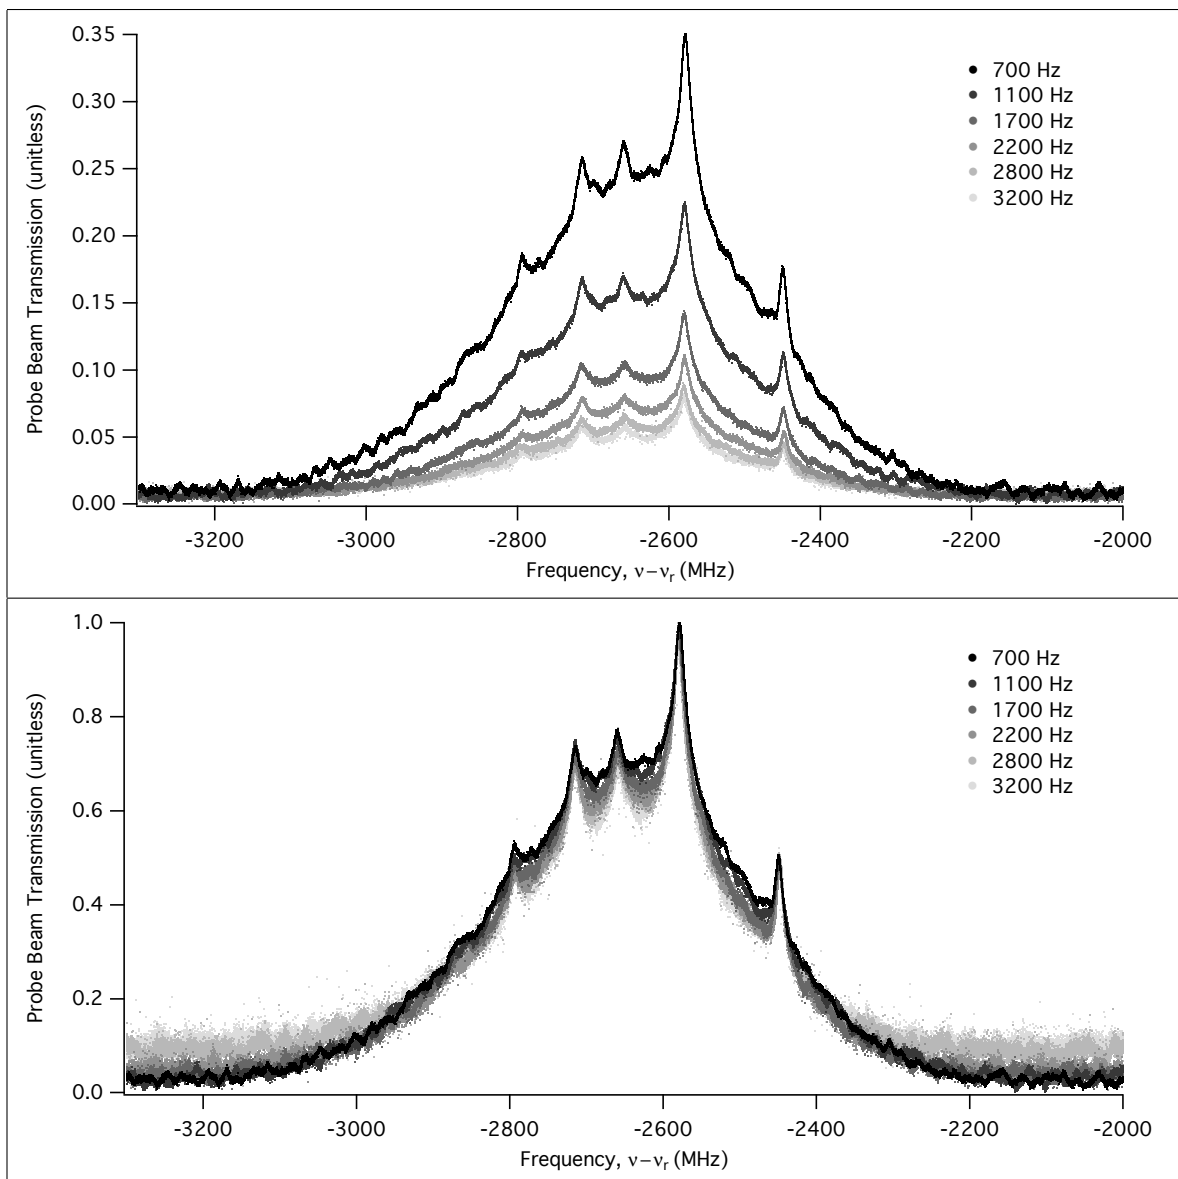 0.35
0.30
0.25
0.20
0.15
0.10
0.05
0.00
Probe Beam Transmission (unitless)
700 Hz
1100 Hz
1700 Hz
2200 Hz
2800 Hz
3200 Hz
-3200 -3000 -2800 -2600 -2400 -2200 -2000
Frequency, ν−νr (MHz)
1.0
0.8
0.6
0.4
0.2
0.0
Probe Beam Transmission (unitless)
700 Hz
1100 Hz
1700 Hz
2200 Hz
2800 Hz
3200 Hz
-3200 -3000 -2800 -2600 -2400 -2200 -2000
Frequency, ν−νr (MHz)